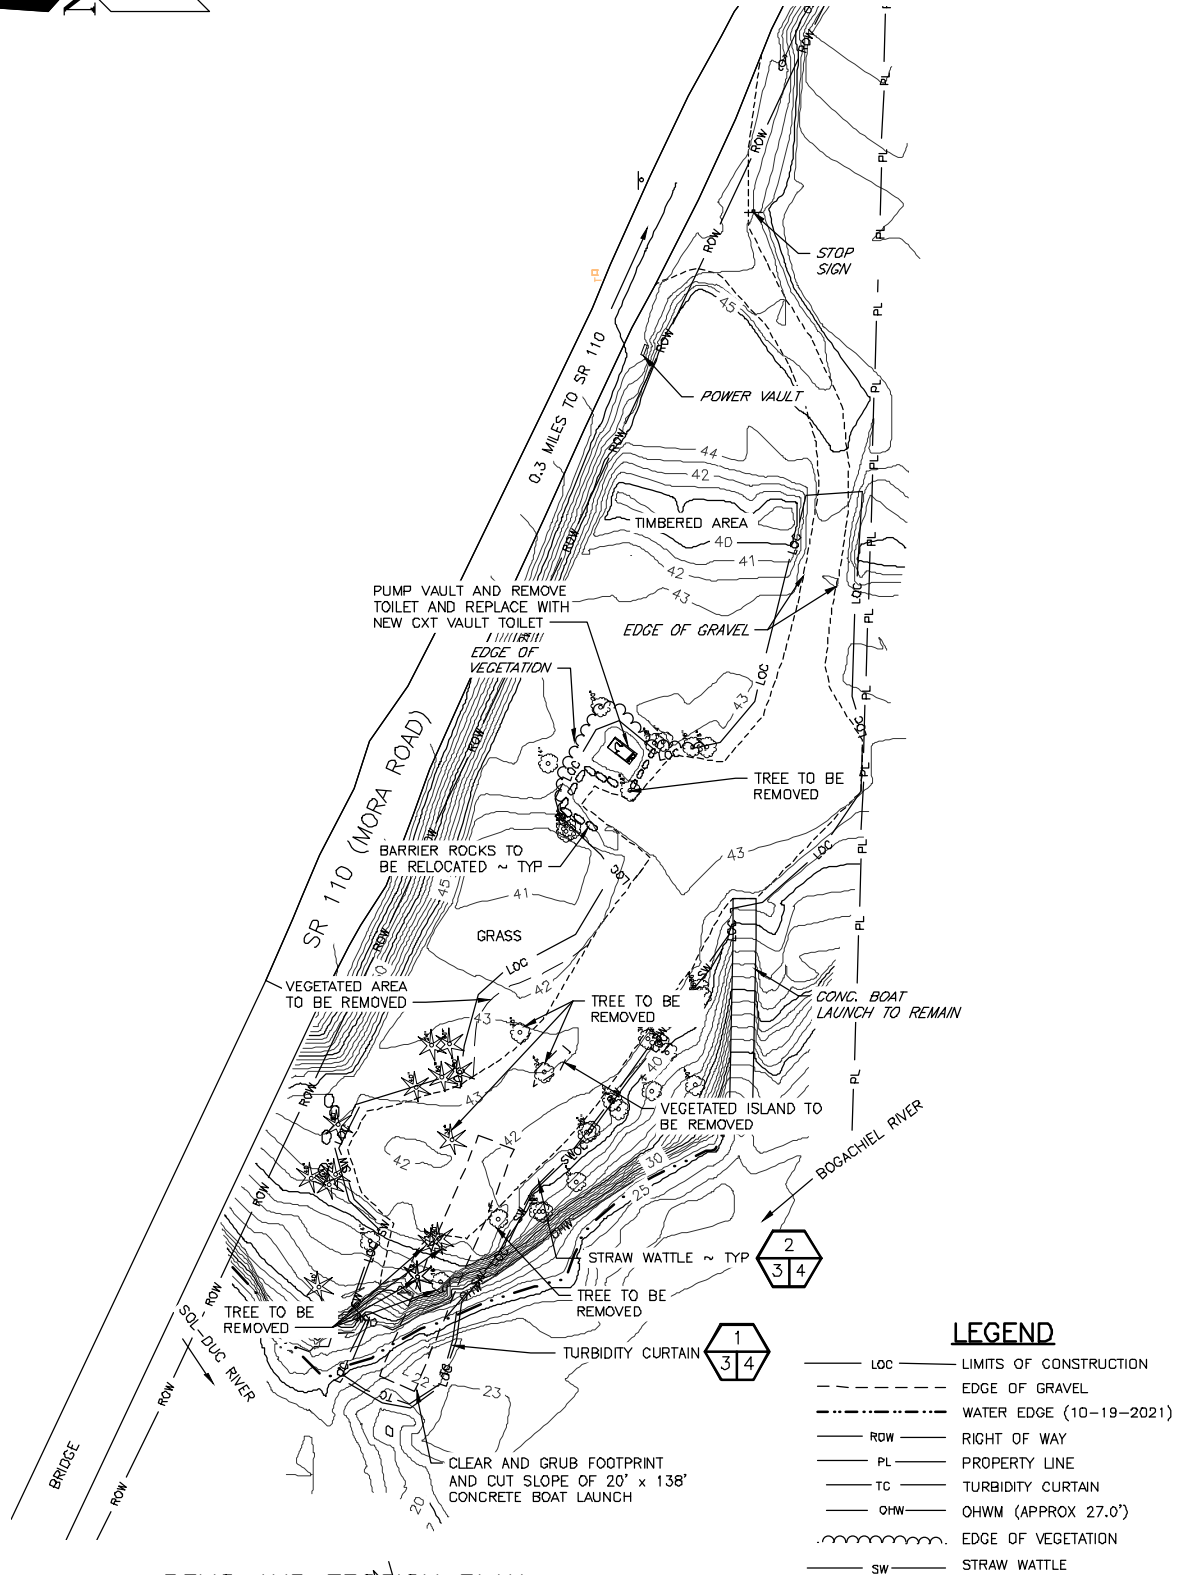 ROW
PL
STOP
SIGN
45
POWER VAULT
0.3 MILES TO SR 110
44
42
TIMBERED AREA
40
41
42
43
PUMP VAULT AND REMOVE
TOILET AND REPLACE WITH
NEW CXT VAULT TOILET
EDGE OF GRAVEL
EDGE OF
VEGETATION
LOC
43
TREE TO BE
REMOVED
SR 110 (MORA ROAD)
BARRIER ROCKS TO
BE RELOCATED ~ TYP
43
45
41
GRASS
LOC
VEGETATED AREA
TO BE REMOVED
42
43
TREE TO BE
REMOVED
SW
CONC. BOAT
LAUNCH TO REMAIN
40
43
VEGETATED ISLAND TO
BE REMOVED
42
42
30
25
BOGACHIEL RIVER
OHW
STRAW WATTLE ~ TYP
2
3 4
TREE TO BE
REMOVED
TREE TO BE
REMOVED
SOL-DUC RIVER
TURBIDITY CURTAIN
1
3 4
22
23
CLEAR AND GRUB FOOTPRINT
AND CUT SLOPE OF 20' x 138'
CONCRETE BOAT LAUNCH
20
BRIDGE
ROW
LEGEND
LOC LIMITS OF CONSTRUCTION
EDGE OF GRAVEL
WATER EDGE (10-19-2021)
ROW RIGHT OF WAY
PL PROPERTY LINE
TC TURBIDITY CURTAIN
OHW OHWM (APPROX 27.0')
EDGE OF VEGETATION
SW STRAW WATTLE